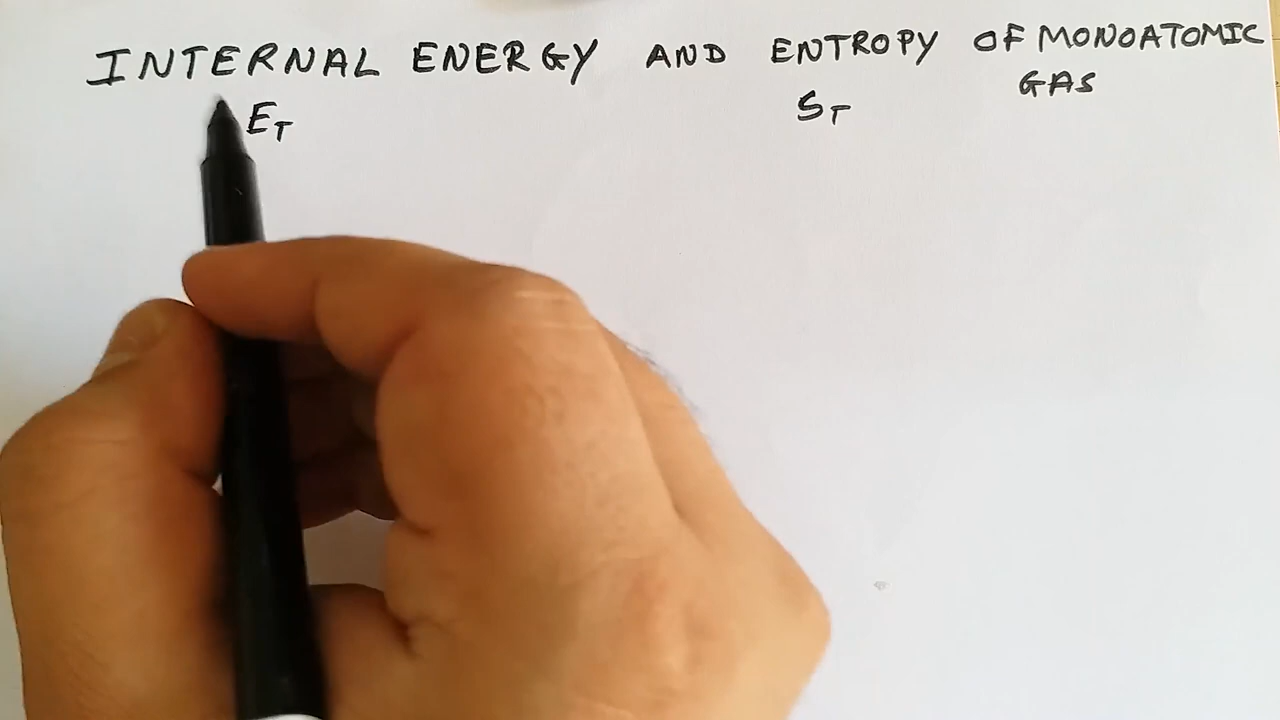 INTERNAL ENERGY AND ENTROPY OF MONOATOMIC
GAS
E_T S_T